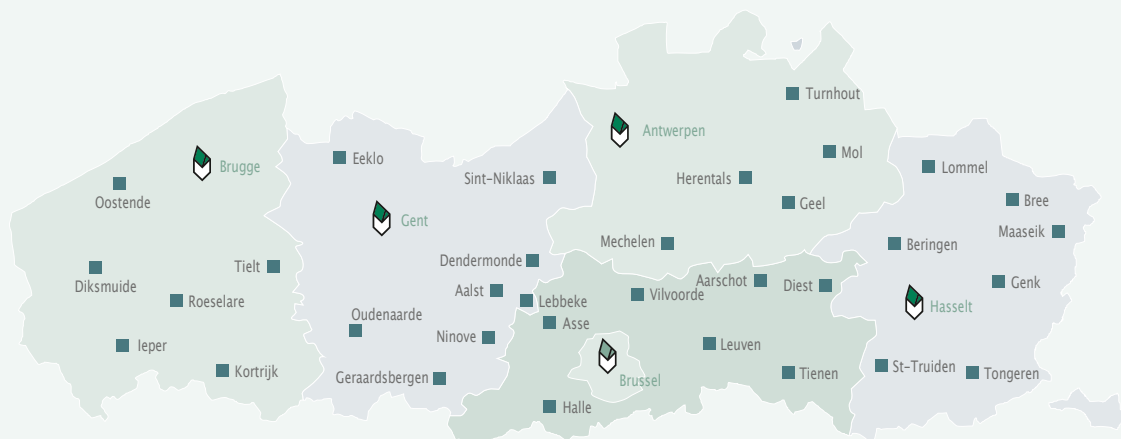 Turnhout
Antwerpen
Mol
Eeklo
Brugge
Lommel
Sint-Niklaas
Herentals
Oostende
Bree
Geel
Gent
Maaseik
Mechelen
Beringen
Dendermonde
Tielt
Aarschot
Diest
Genk
Diksmuide
Aalst
Vilvoorde
Roeselare
Lebbeke
Hasselt
Oudenaarde
Asse
Ninove
Leuven
Ieper
St-Truiden
Kortrijk
Tienen
Tongeren
Geraardsbergen
Brussel
Halle